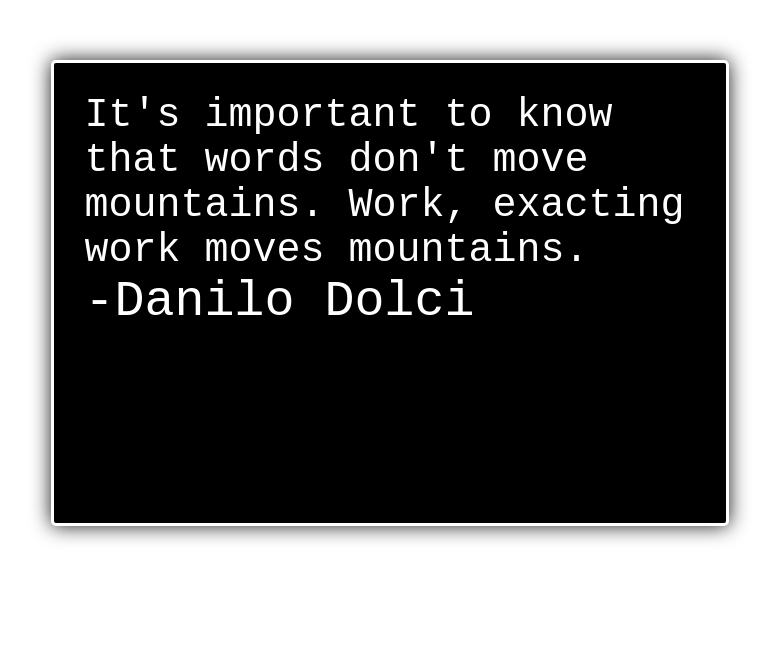 It's important to know
that words don't move
mountains. Work, exacting
work moves mountains.
-Danilo Dolci